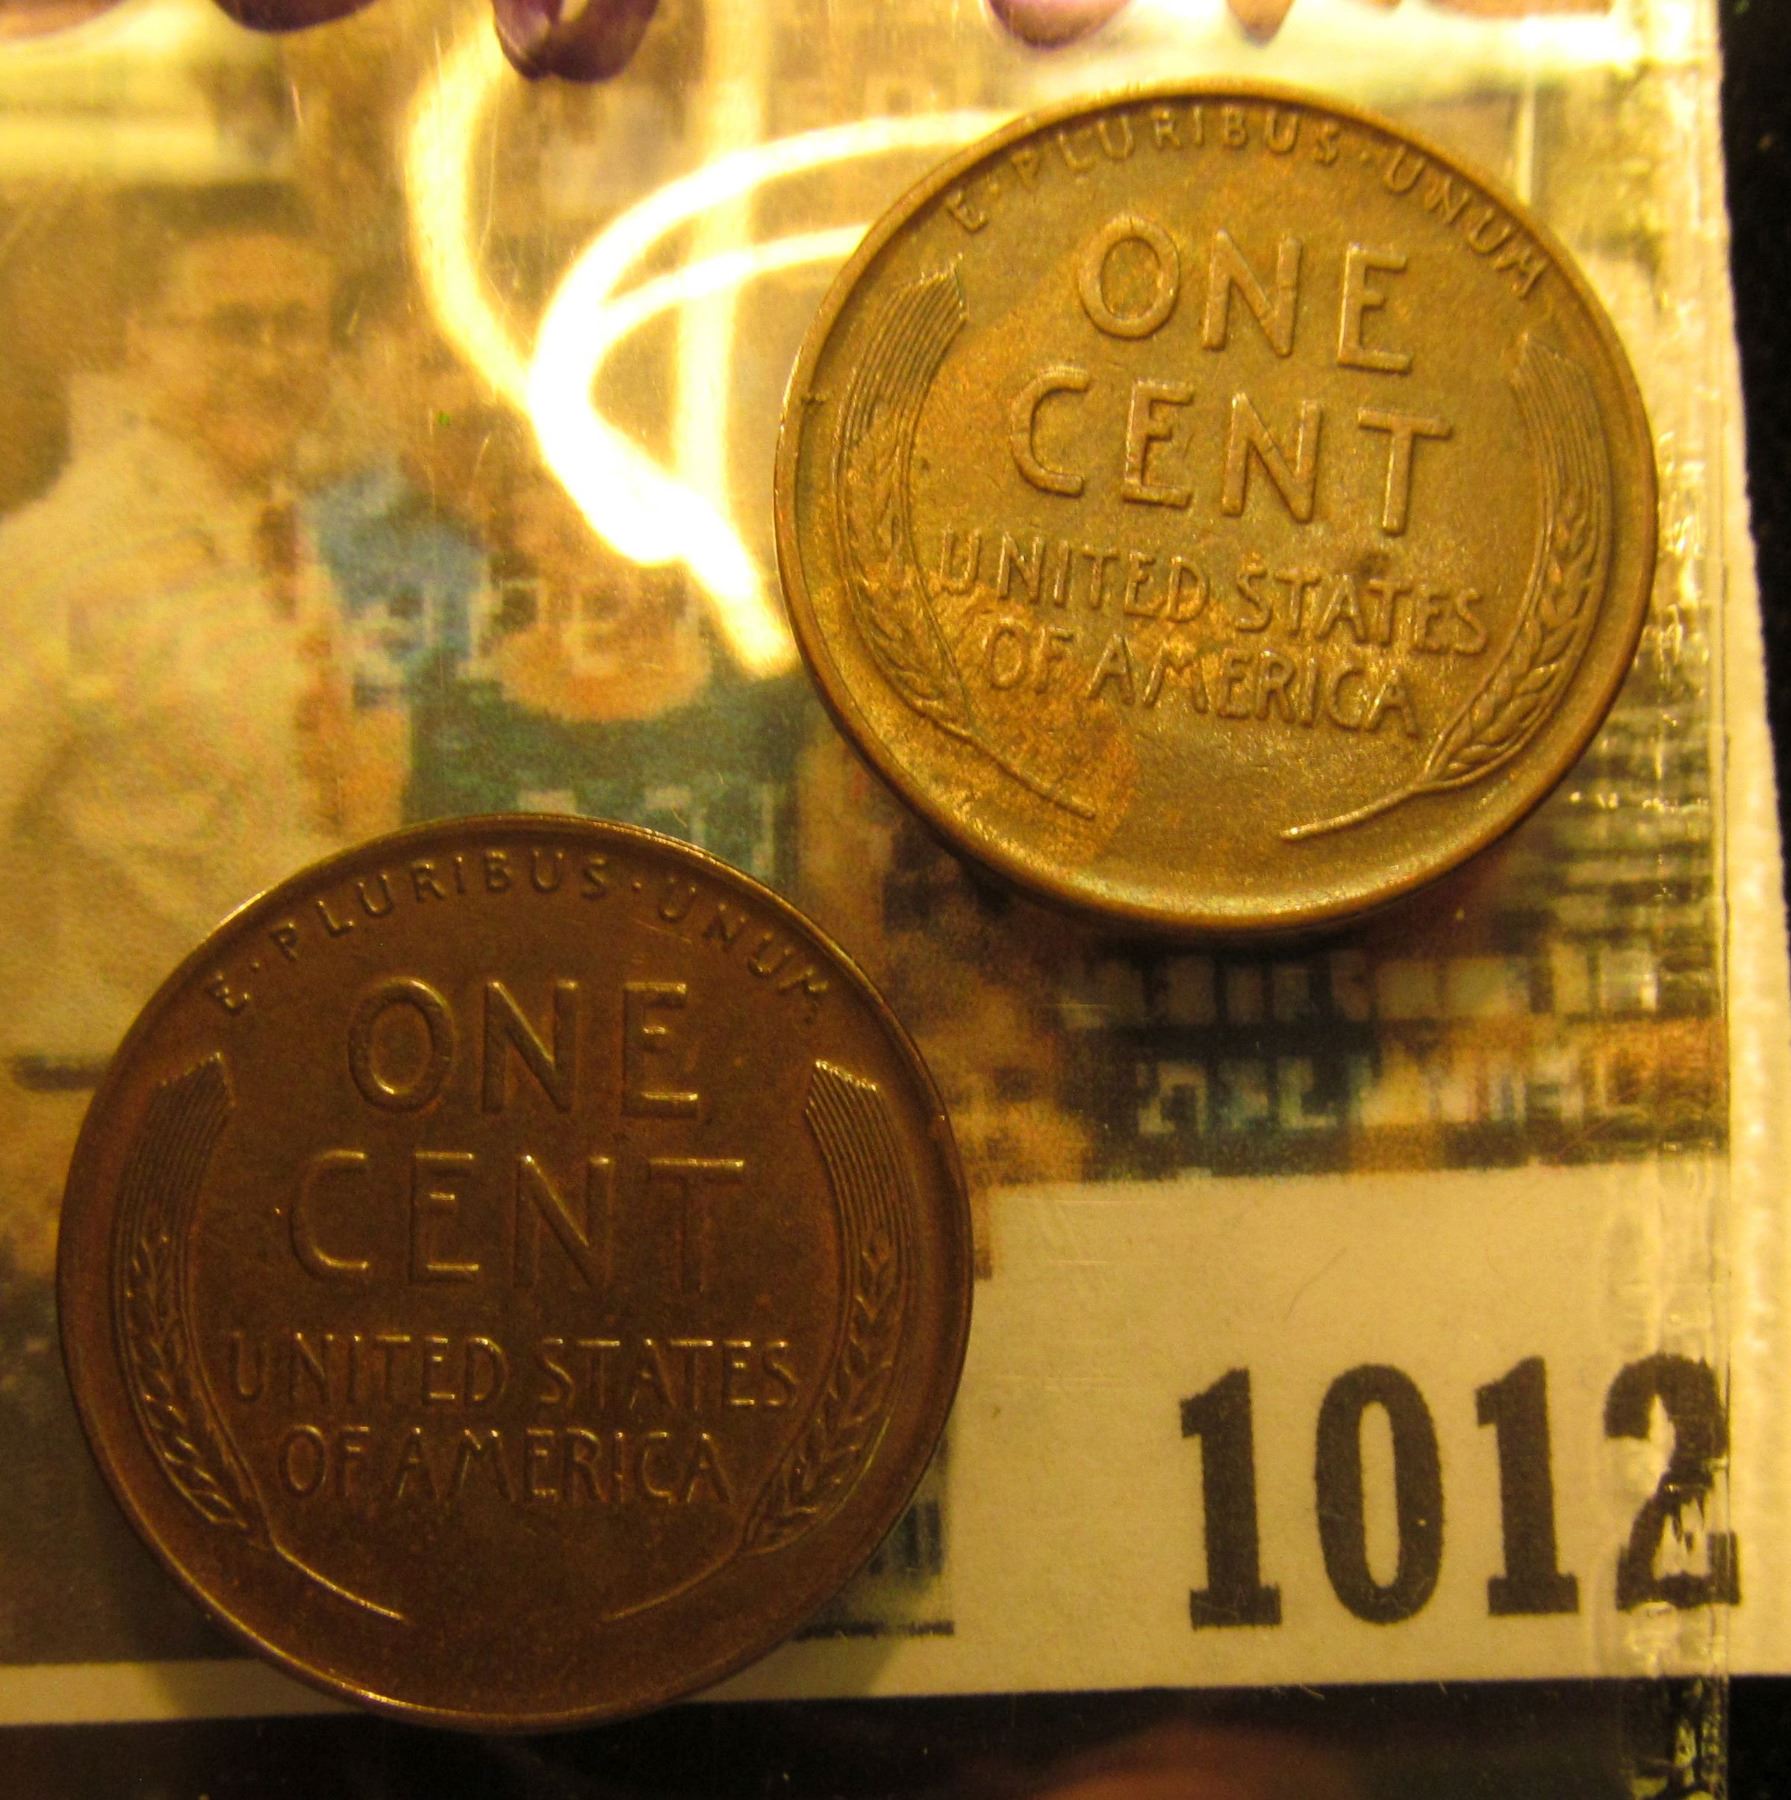 E·PLURIBUS·UNUM
ONE
CENT
UNITED STATES
OF AMERICA
E·PLURIBUS·UNUM
ONE
CENT
UNITED STATES
OF AMERICA
1012